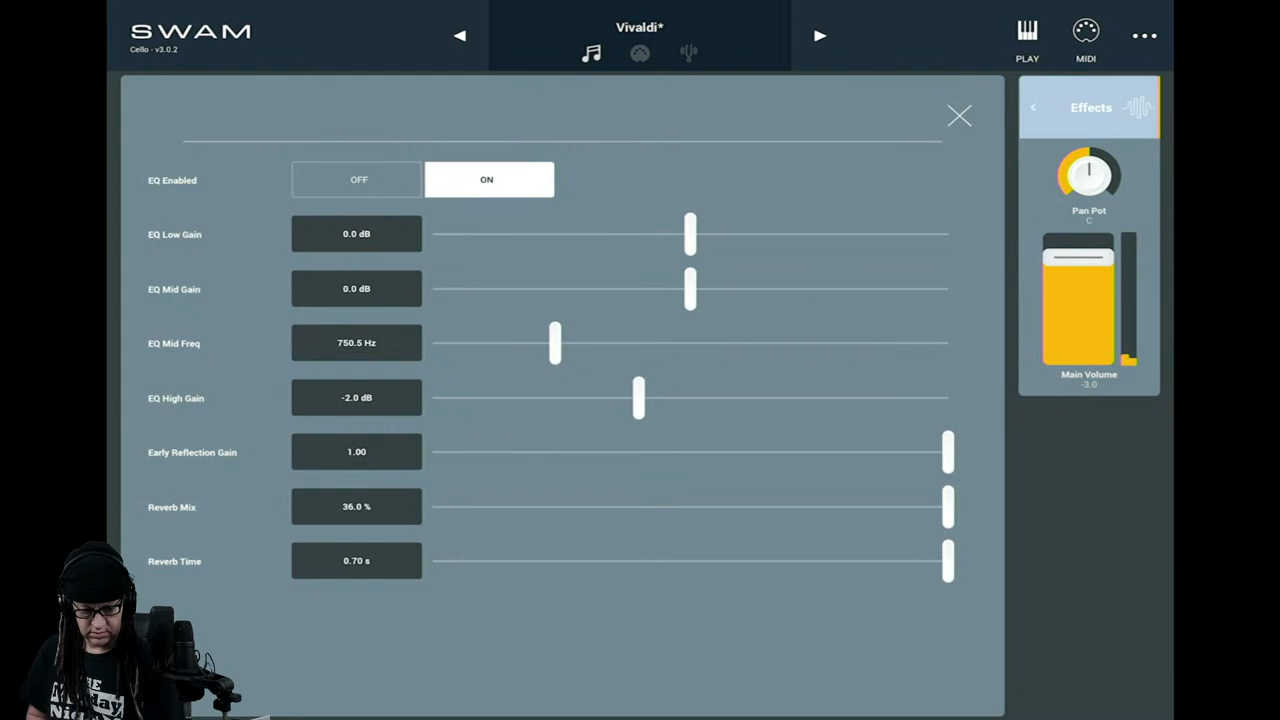 SWAM
Cello - v3.0.2
Vivaldi*
PLAY
MIDI
Effects
EQ Enabled
OFF
ON
Pan Pot
C
EQ Low Gain
0.0 dB
EQ Mid Gain
0.0 dB
EQ Mid Freq
750.5 Hz
Main Volume
-3.0
EQ High Gain
-2.0 dB
Early Reflection Gain
1.00
Reverb Mix
36.0 %
Reverb Time
0.70 s
THE